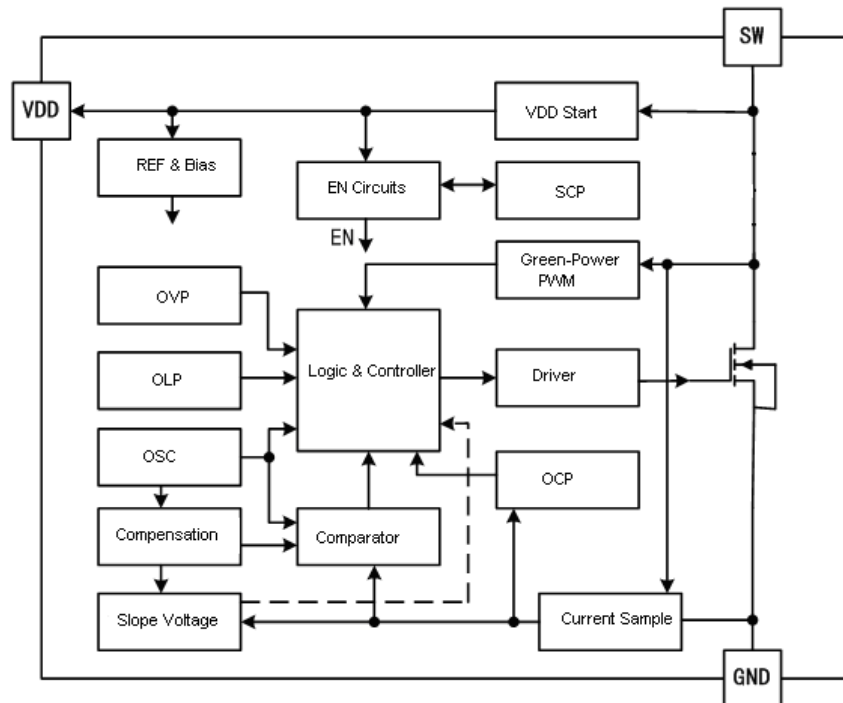 SW
VDD
VDD Start
REF & Bias
EN Circuits
SCP
EN
Green-Power
PWM
OVP
Logic & Controller
OLP
Driver
OSC
OCP
Compensation
Comparator
Slope Voltage
Current Sample
GND